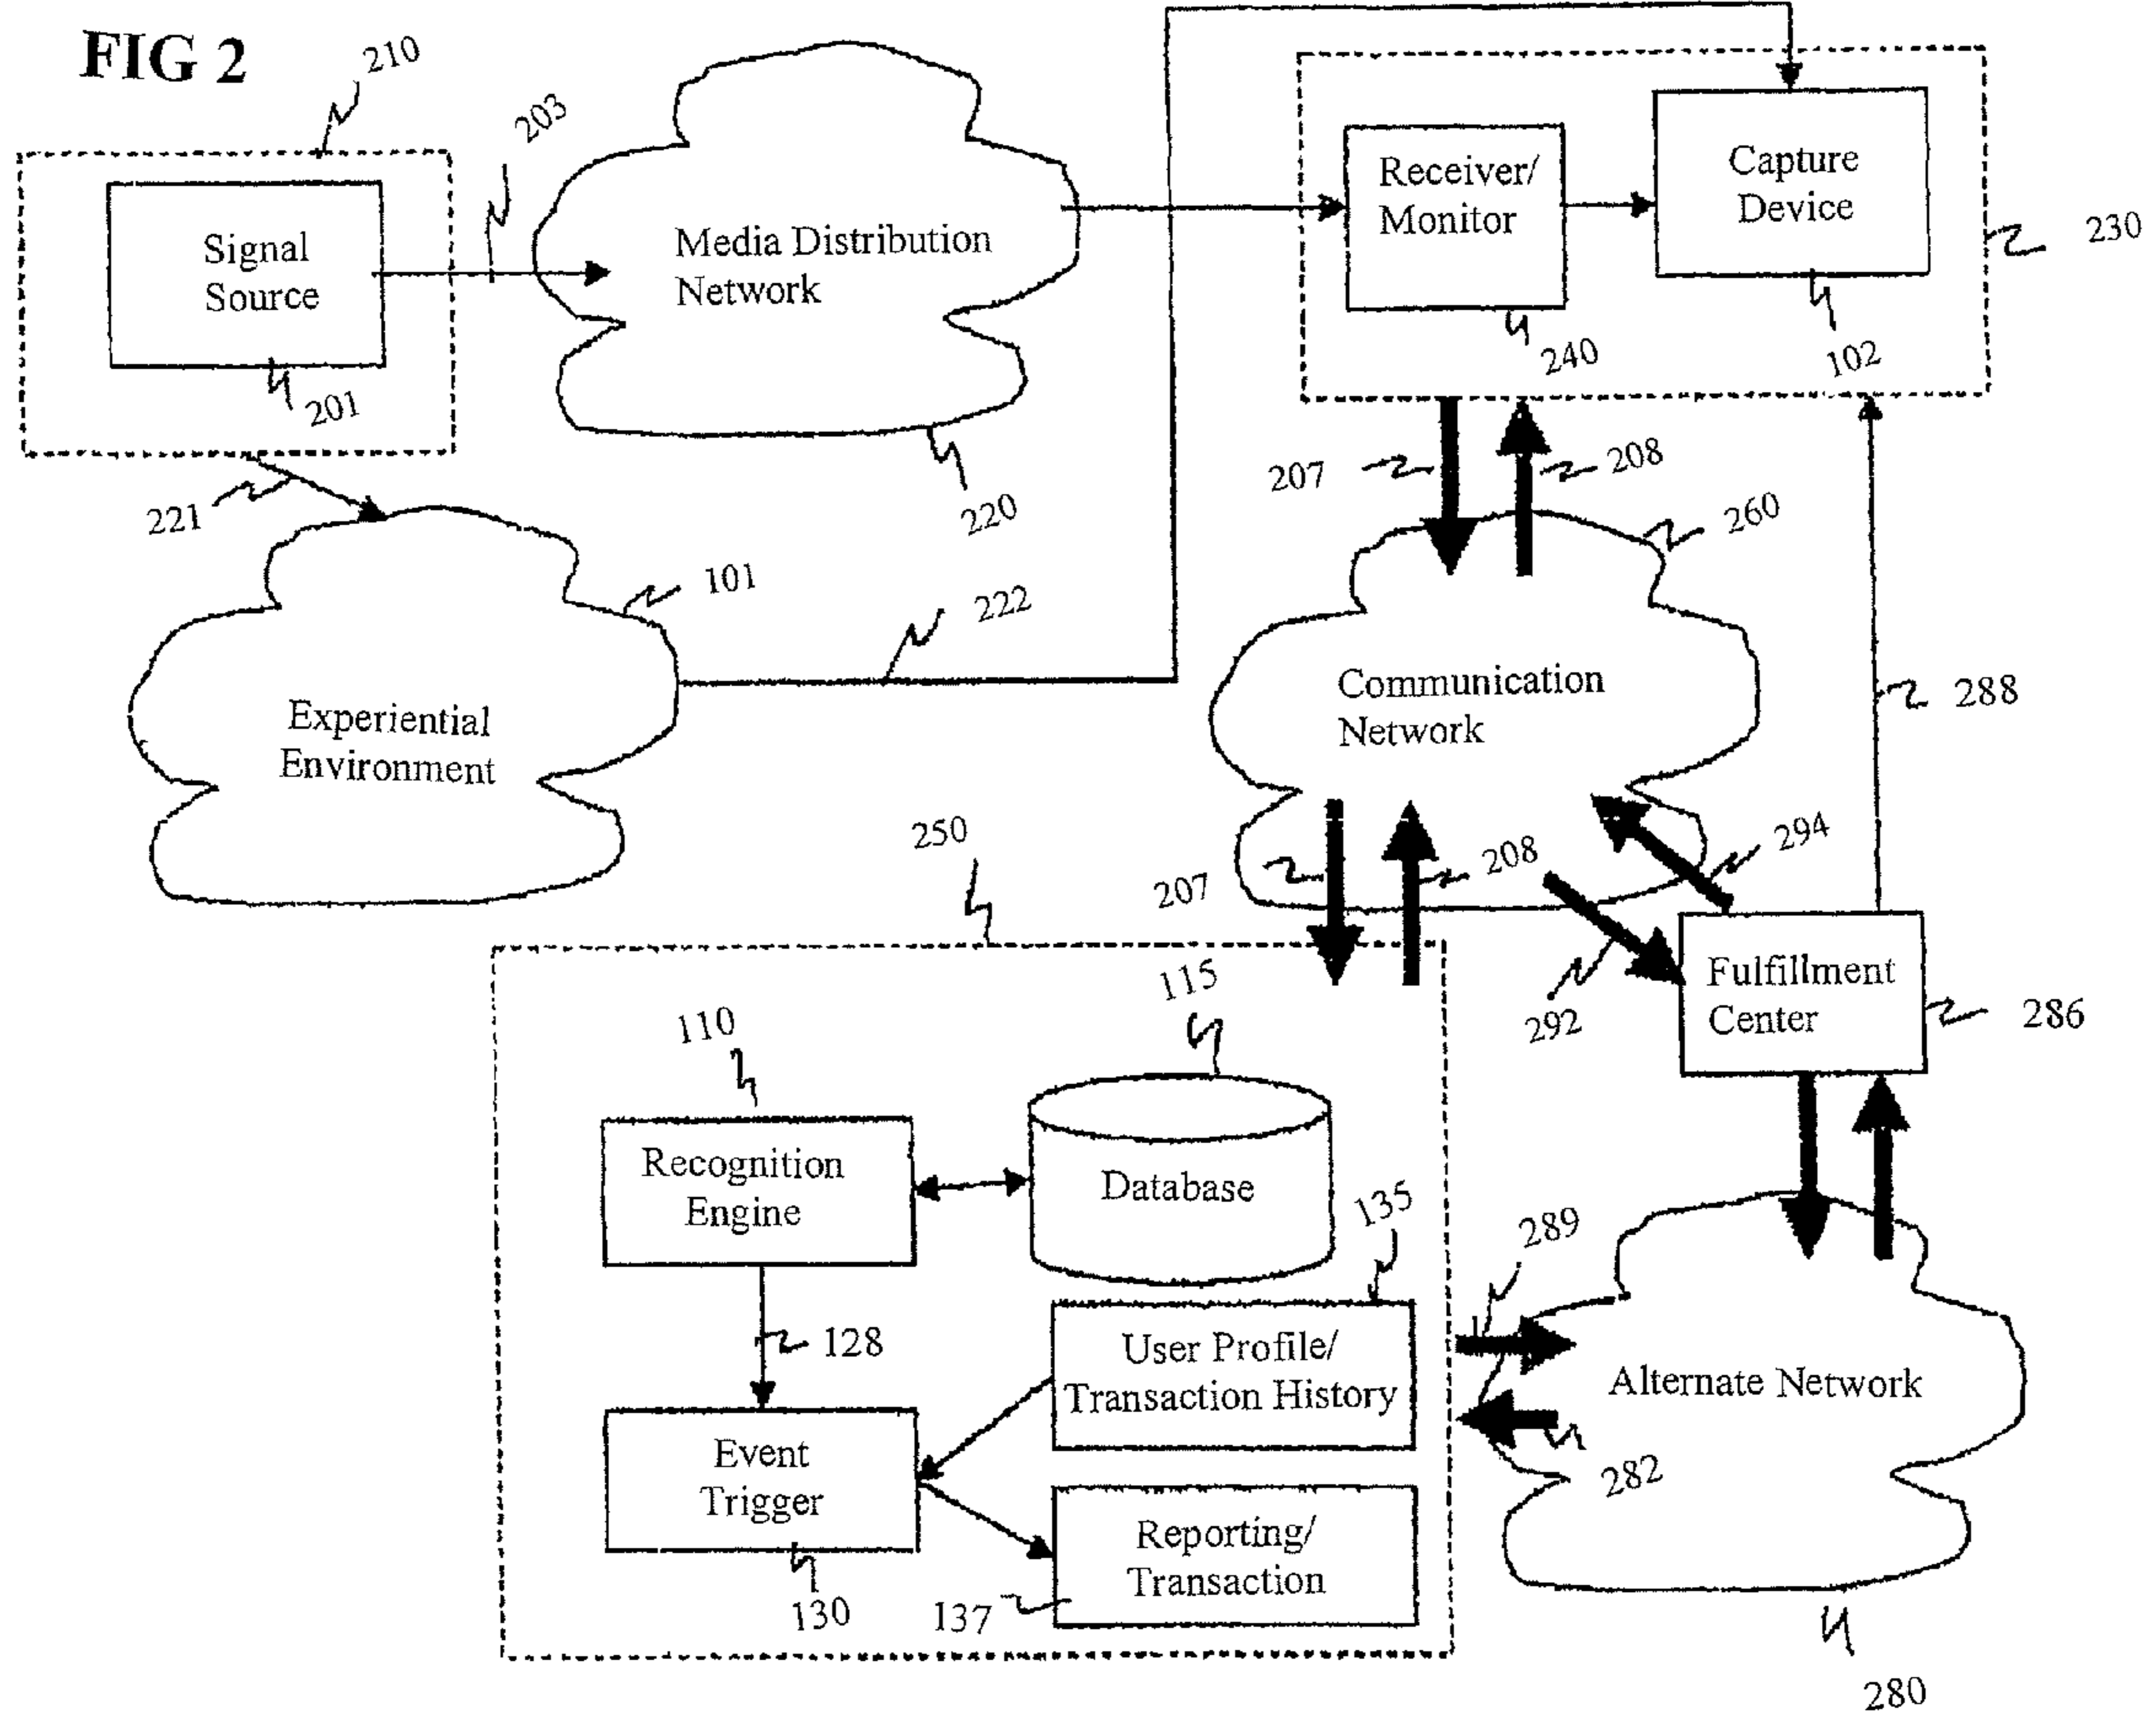 FIG 2
210
203
Signal
Source
201
Media Distribution
Network
220
Receiver/
Monitor
240
Capture
Device
102
230
221
101
222
Experiential
Environment
207
208
260
Communication
Network
288
250
207
208
294
292
Fulfillment
Center
286
110
115
Recognition
Engine
Database
135
289
128
User Profile/
Transaction History
Alternate Network
Event
Trigger
282
130
Reporting/
Transaction
137
280